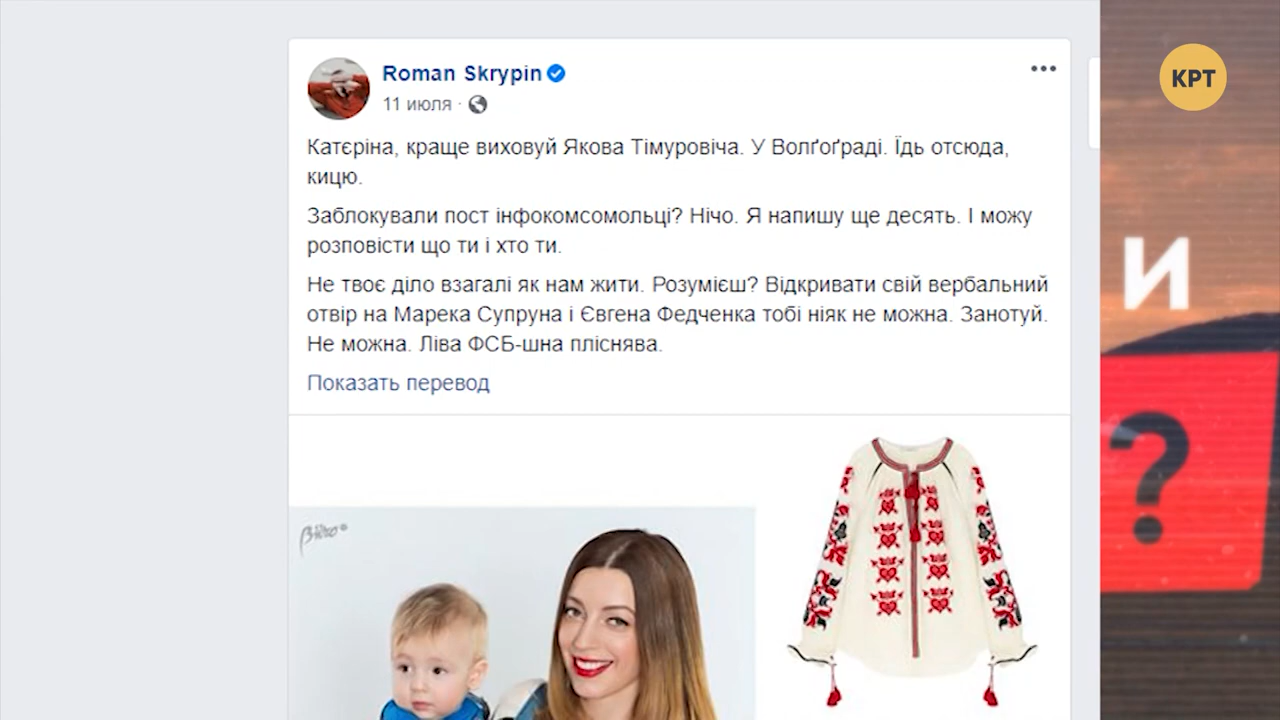 Roman Skrypin
11 июля
КРТ
Катєріна, краще виховуй Якова Тімуровіча. У Волґоґраді. Їдь отсюда,
кицю.
Заблокували пост інфокомсомольці? Нічо. Я напишу ще десять. І можу
розповісти що ти і хто ти.
Не твоє діло взагалі як нам жити. Розумієш? Відкривати свій вербальний
отвір на Марека Супруна і Євгена Федченка тобі ніяк не можна. Занотуй.
Не можна. Ліва ФСБ-шна пліснява.
Показать перевод
И
?